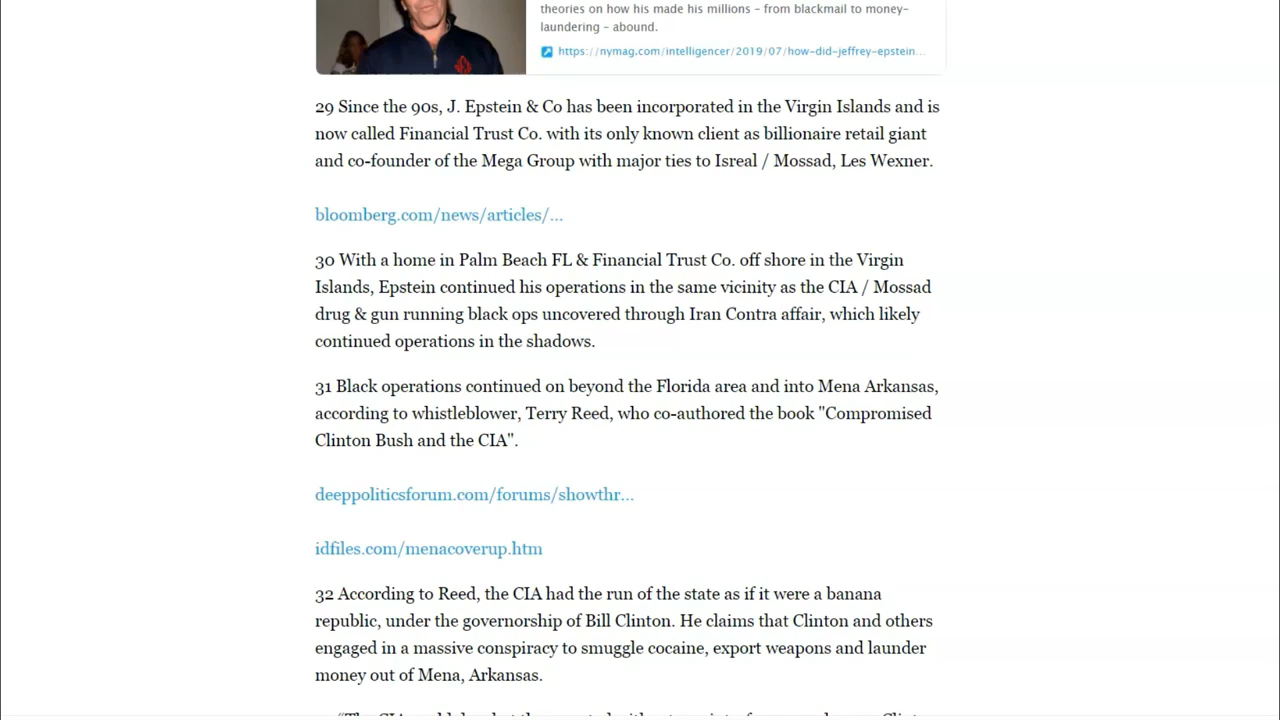 theories on how his made his millions – from blackmail to money-
laundering – abound.
https://nymag.com/intelligencer/2019/07/how-did-jeffrey-epstein...
29 Since the 90s, J. Epstein & Co has been incorporated in the Virgin Islands and is
now called Financial Trust Co. with its only known client as billionaire retail giant
and co-founder of the Mega Group with major ties to Isreal / Mossad, Les Wexner.
bloomberg.com/news/articles/...
30 With a home in Palm Beach FL & Financial Trust Co. off shore in the Virgin
Islands, Epstein continued his operations in the same vicinity as the CIA / Mossad
drug & gun running black ops uncovered through Iran Contra affair, which likely
continued operations in the shadows.
31 Black operations continued on beyond the Florida area and into Mena Arkansas,
according to whistleblower, Terry Reed, who co-authored the book "Compromised
Clinton Bush and the CIA".
deeppoliticsforum.com/forums/showthr...
idfiles.com/menacoverup.htm
32 According to Reed, the CIA had the run of the state as if it were a banana
republic, under the governorship of Bill Clinton. He claims that Clinton and others
engaged in a massive conspiracy to smuggle cocaine, export weapons and launder
money out of Mena, Arkansas.